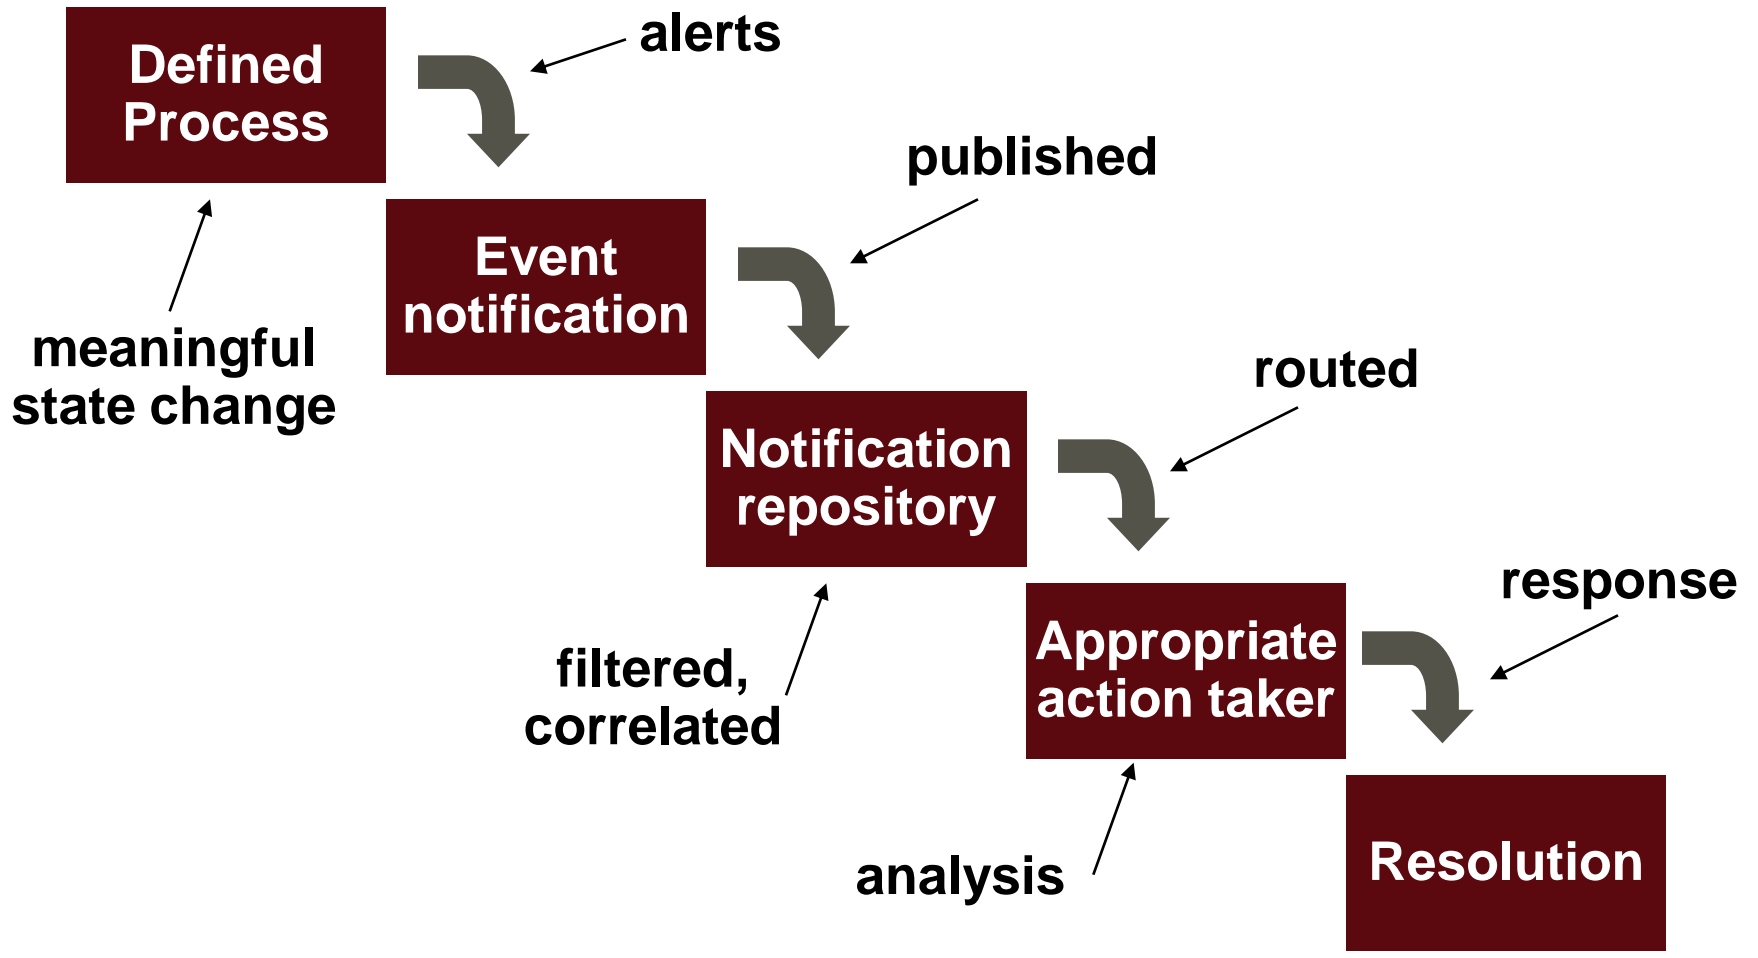 Defined
Process
alerts
meaningful
state change
Event
notification
published
Notification
repository
routed
filtered,
correlated
Appropriate
action taker
response
analysis
Resolution